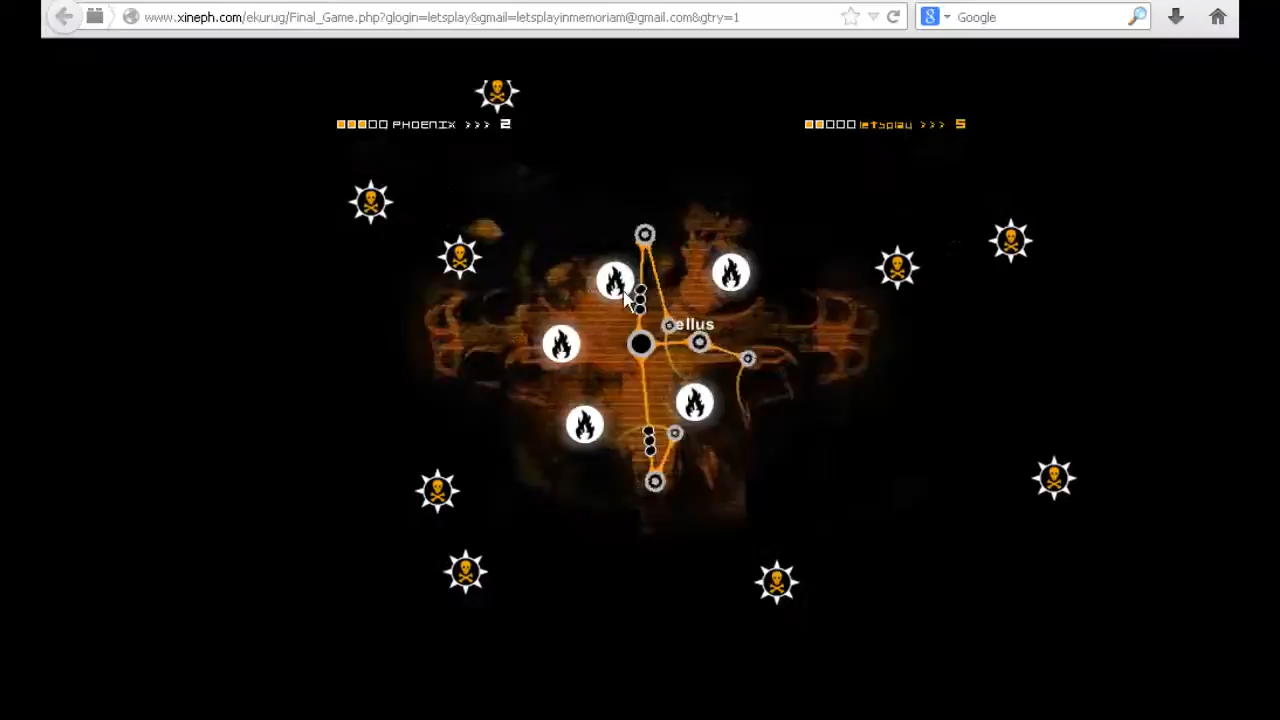 www.xineph.com/ekurug/Final_Game.php?glogin=letsplay&gmail=letsplayinmemoriam@gmail.com&gtry=1
Google
PHOENIX >>> 2
letsplay >>> 5
ellus